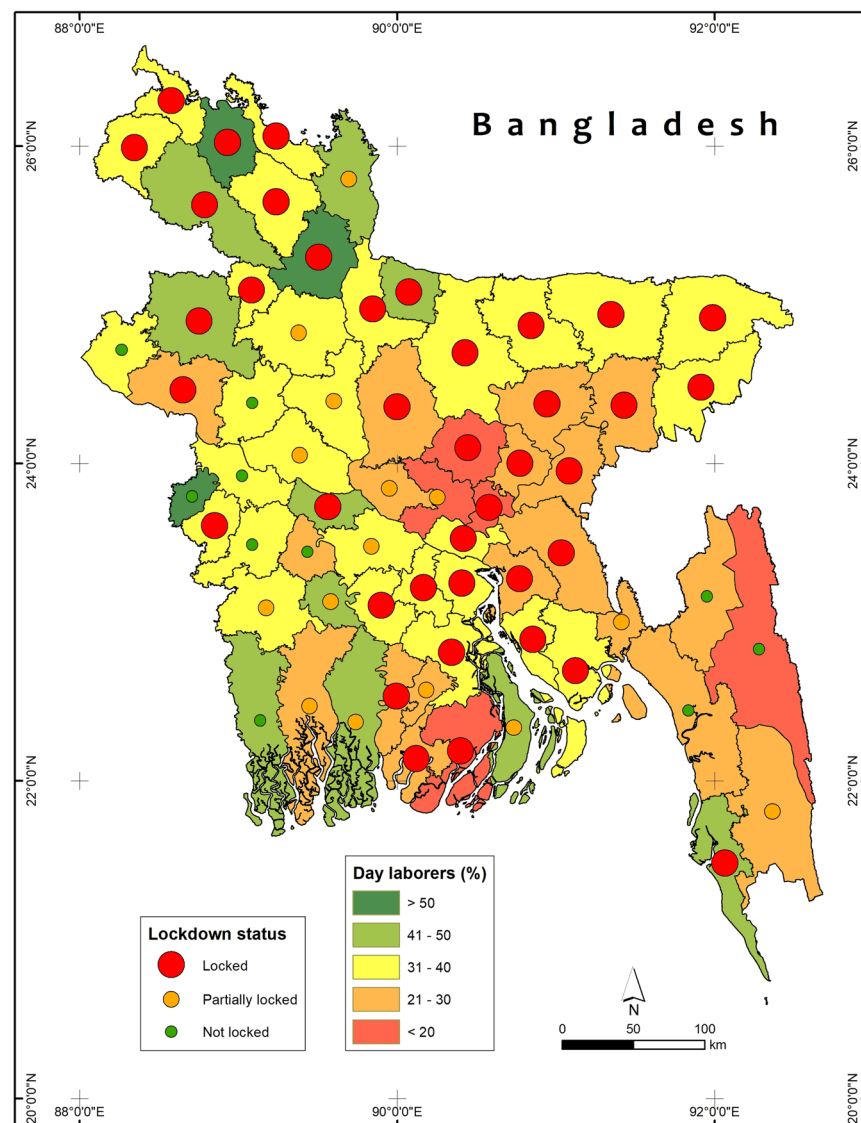 88°0'0"E 90°0'0"E 92°0'0"E
Bangladesh
26°0'0"N 26°0'0"N
24°0'0"N 24°0'0"N
22°0'0"N 22°0'0"N
Day laborers (%)
> 50
41 - 50
31 - 40
21 - 30
< 20
Lockdown status
Locked
Partially locked
Not locked
N
0 50 100
km
20°0'0"N 20°0'0"N
88°0'0"E 90°0'0"E 92°0'0"E